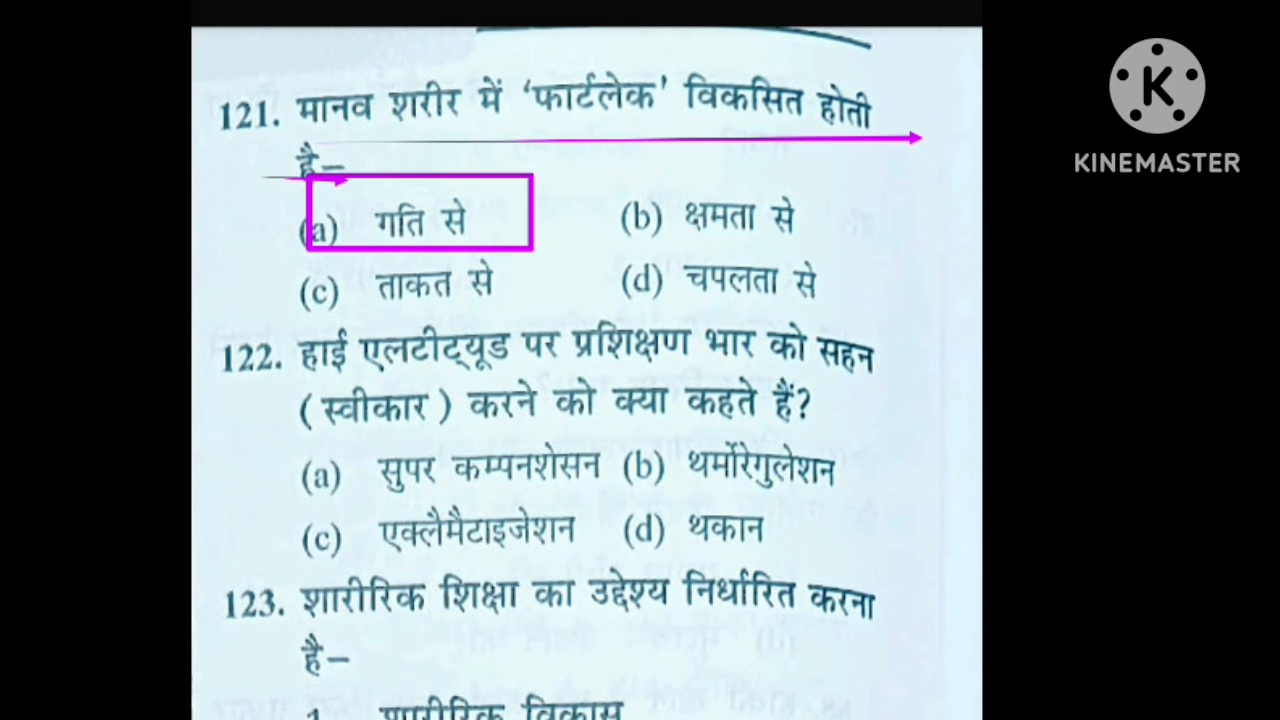 121. मानव शरीर में 'फार्टलेक' विकसित होती
है–
(a) गति से (b) क्षमता से
(c) ताकत से (d) चपलता से
122. हाई एलटीट्यूड पर प्रशिक्षण भार को सहन
(स्वीकार) करने को क्या कहते हैं?
(a) सुपर कम्पनशेसन (b) थर्मोरेगुलेशन
(c) एक्लैमैटाइजेशन (d) थकान
123. शारीरिक शिक्षा का उद्देश्य निर्धारित करना
है–
1. शारीरिक विकास
K
KINEMASTER